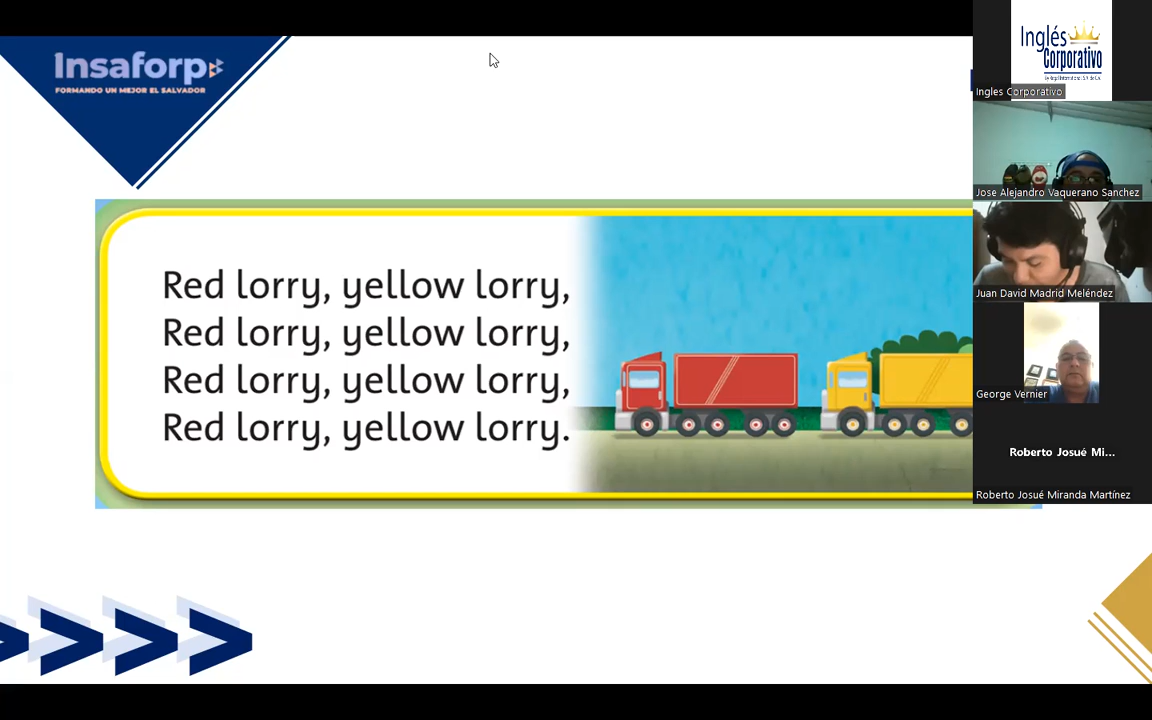 Insaforp
FORMANDO UN MEJOR EL SALVADOR
Red lorry, yellow lorry,
Red lorry, yellow lorry,
Red lorry, yellow lorry,
Red lorry, yellow lorry.
Inglés
Corporativo
Ingles Corporativo
Jose Alejandro Vaquerano Sanchez
Juan David Madrid Meléndez
George Vernier
Roberto Josué Mi...
Roberto Josué Miranda Martínez